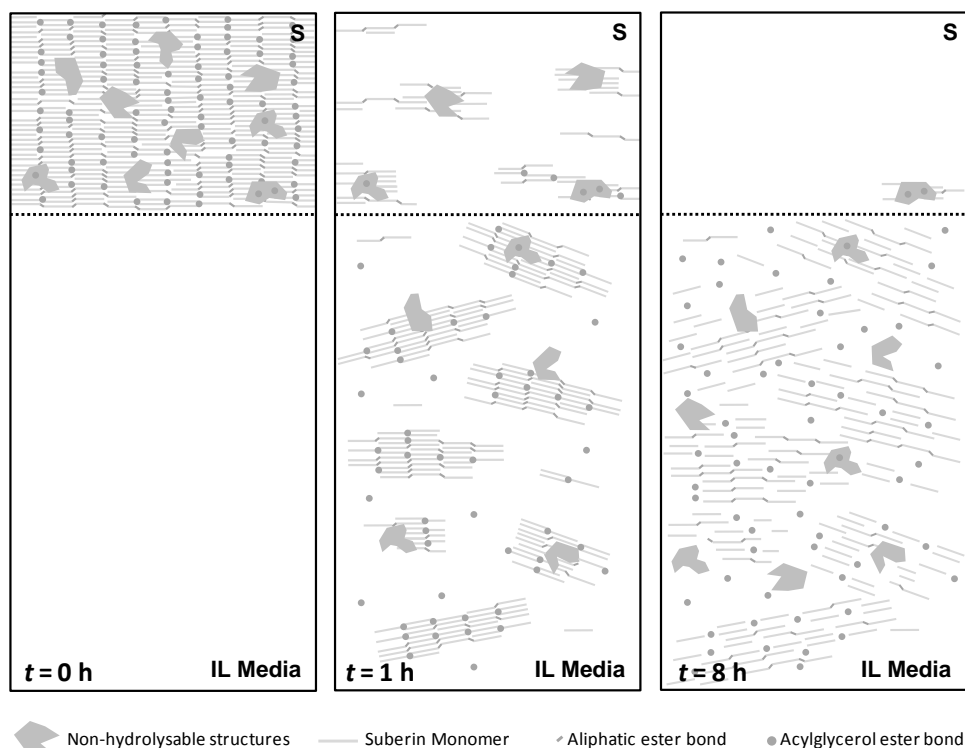 S
S
S
t = 0 h IL Media
t = 1 h IL Media
t = 8 h IL Media
Non-hydrolysable structures Suberin Monomer Aliphatic ester bond Acylglycerol ester bond